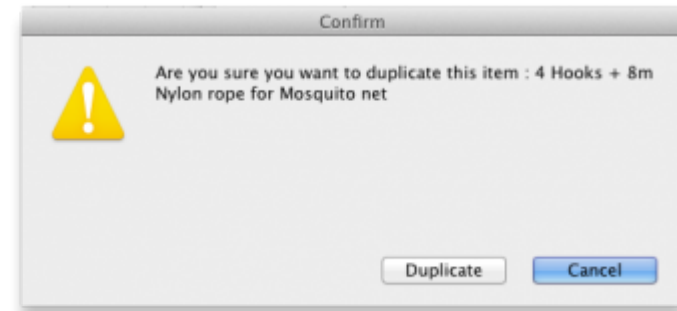 Confirm
Are you sure you want to duplicate this item : 4 Hooks + 8m
Nylon rope for Mosquito net
Duplicate
Cancel